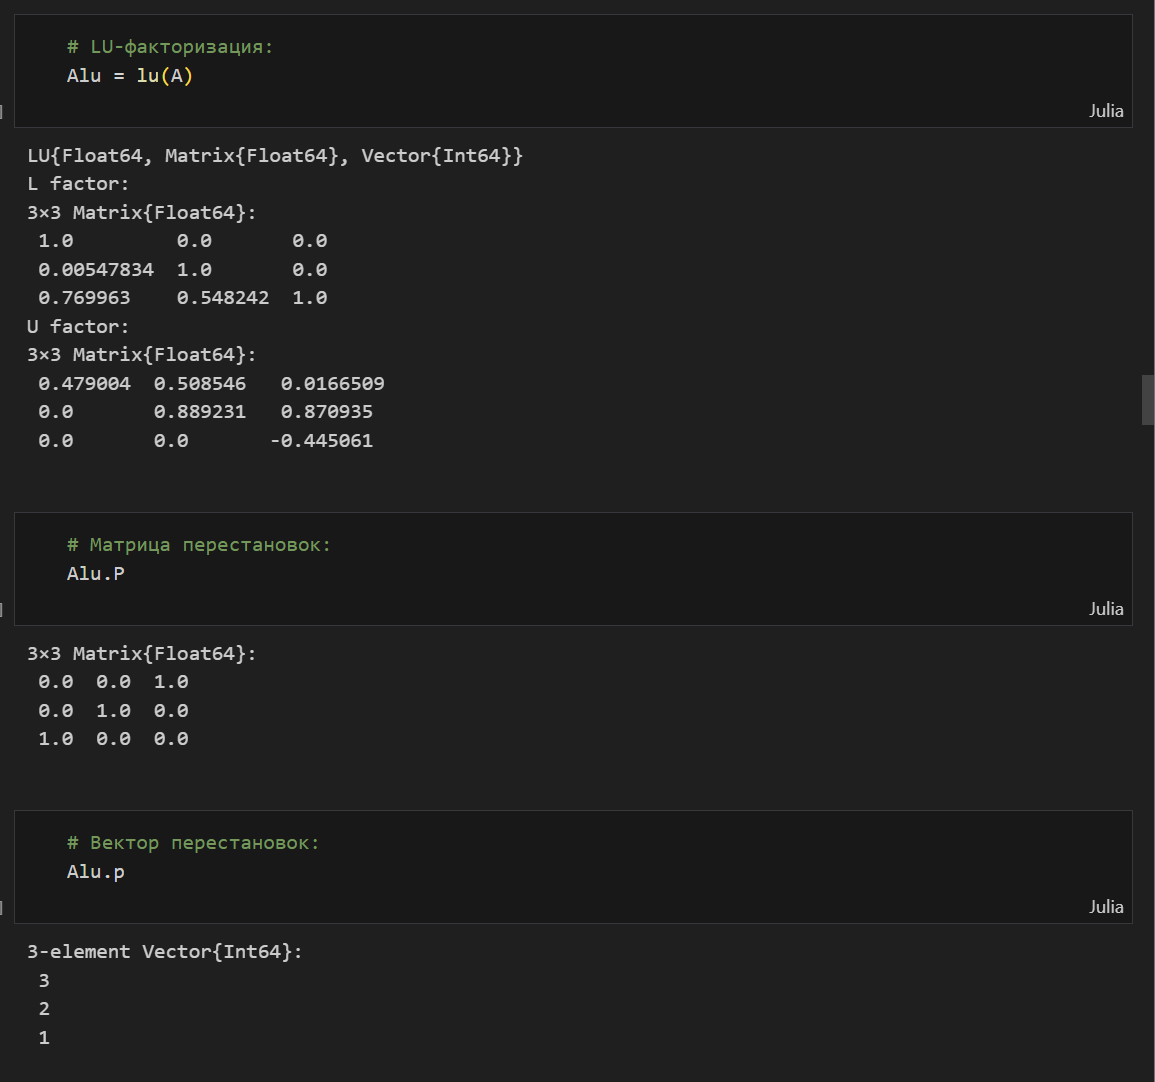 # LU-факторизация:
Alu = lu(A)
Julia
LU{Float64, Matrix{Float64}, Vector{Int64}}
L factor:
3×3 Matrix{Float64}:
1.0 0.0 0.0
0.00547834 1.0 0.0
0.769963 0.548242 1.0
U factor:
3×3 Matrix{Float64}:
0.479004 0.508546 0.0166509
0.0 0.889231 0.870935
0.0 0.0 -0.445061
# Матрица перестановок:
Alu.P
Julia
3×3 Matrix{Float64}:
0.0 0.0 1.0
0.0 1.0 0.0
1.0 0.0 0.0
# Вектор перестановок:
Alu.p
Julia
3-element Vector{Int64}:
3
2
1